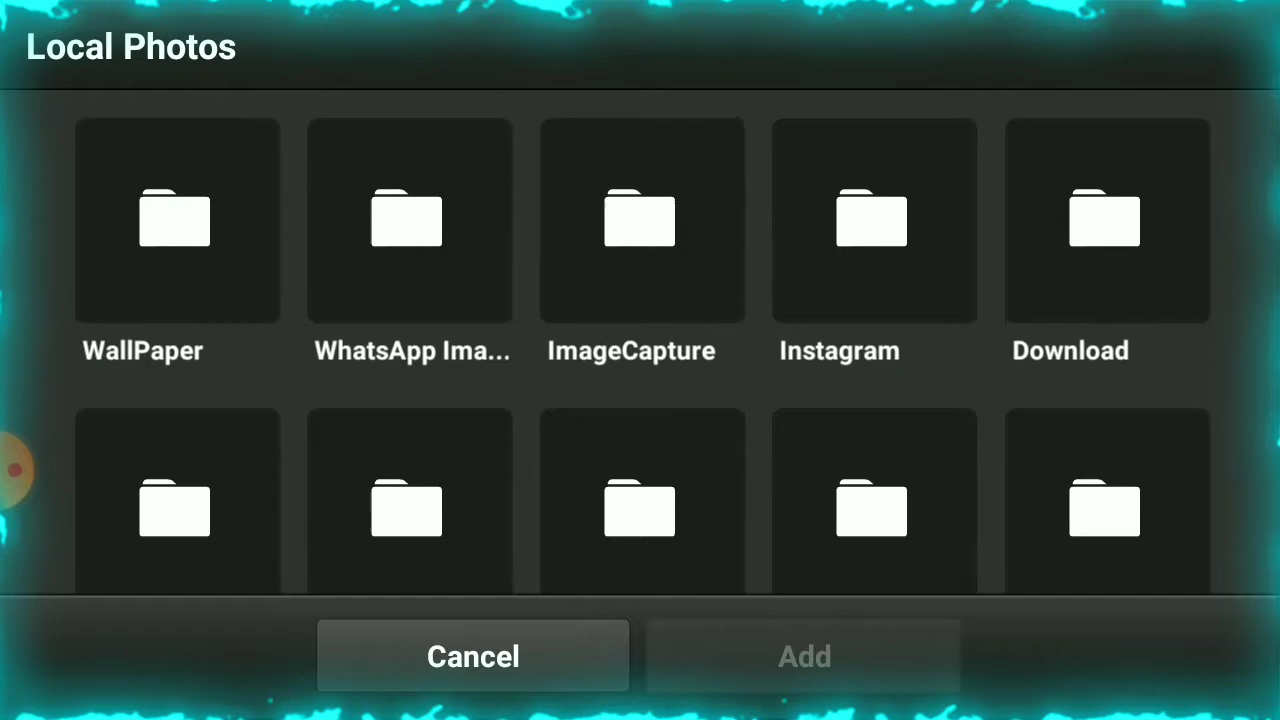 Local Photos
WallPaper
WhatsApp Ima...
ImageCapture
Instagram
Download
Cancel
Add